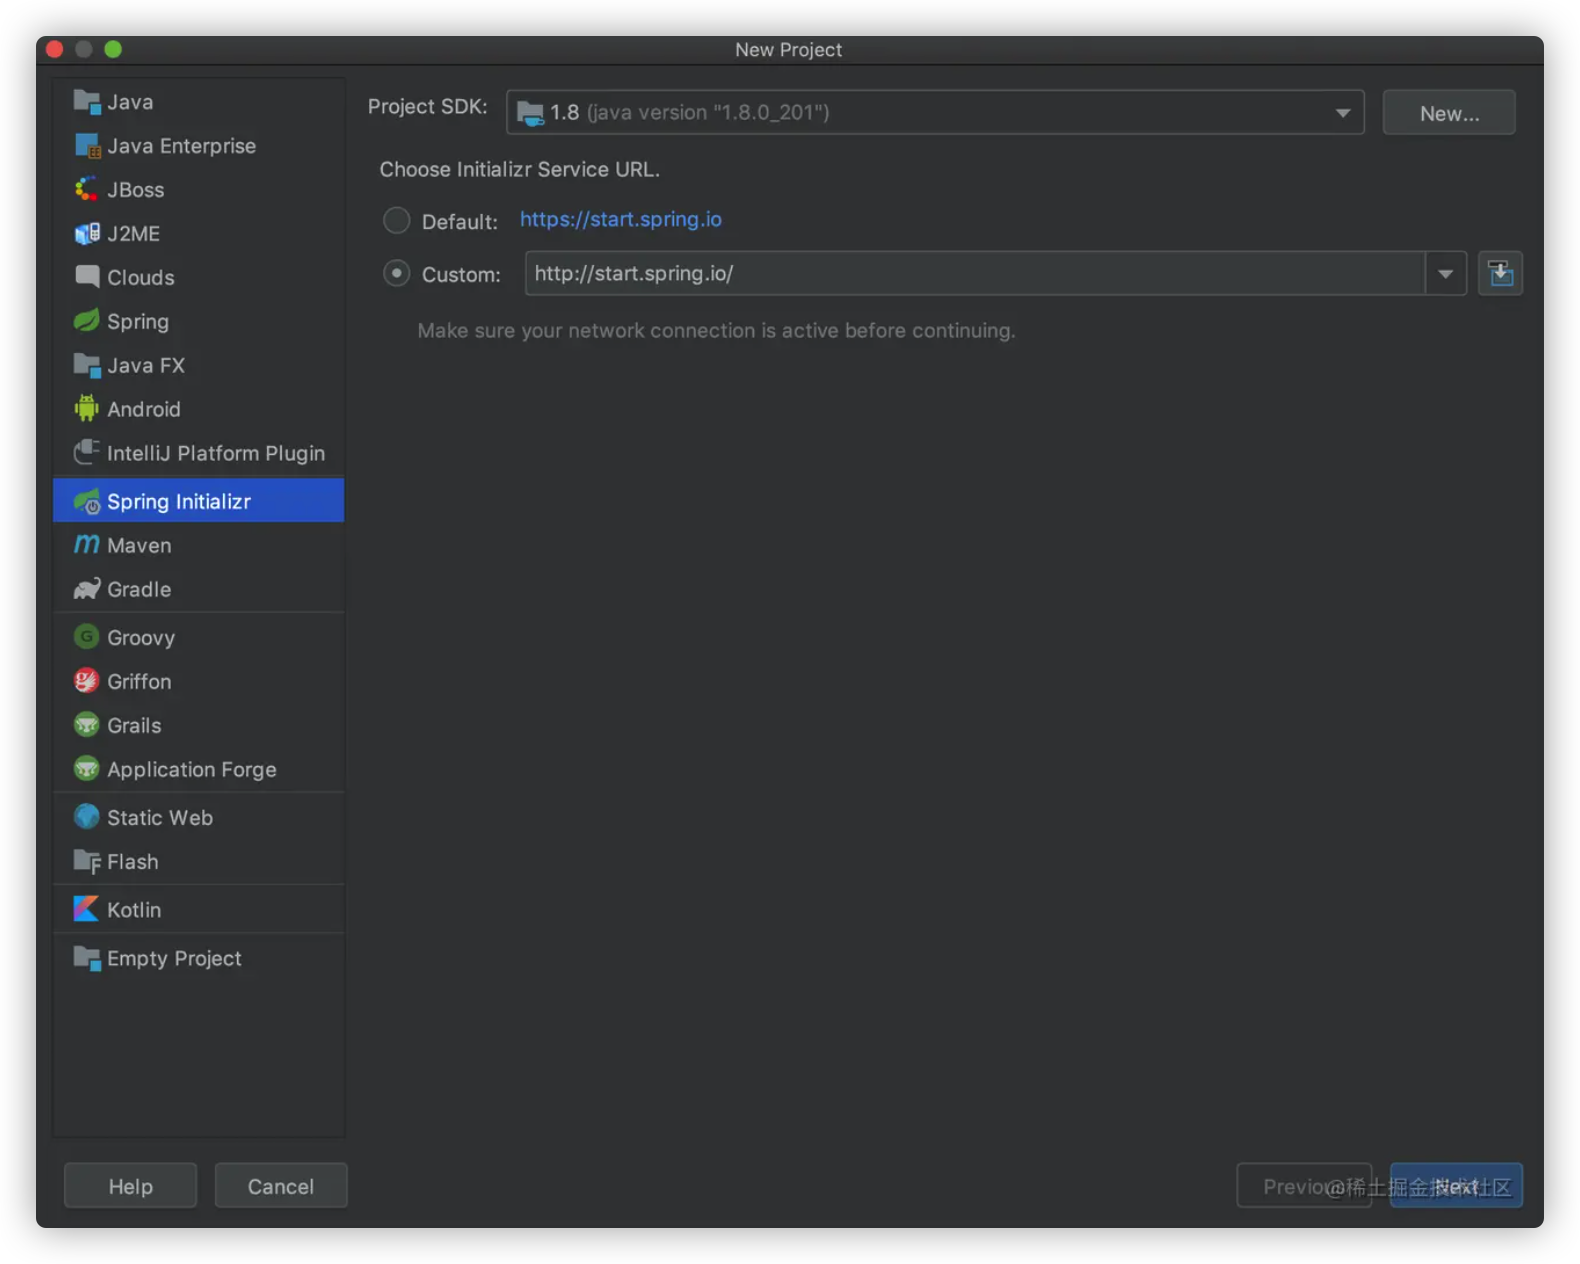 New Project
Java
Java Enterprise
JBoss
J2ME
Clouds
Spring
Java FX
Android
IntelliJ Platform Plugin
Spring Initializr
Maven
Gradle
Groovy
Griffon
Grails
Application Forge
Static Web
Flash
Kotlin
Empty Project
Project SDK: 1.8 (java version "1.8.0_201") New...
Choose Initializr Service URL.
Default: https://start.spring.io
Custom: http://start.spring.io/
Make sure your network connection is active before continuing.
Help Cancel Previous Next
@稀土掘金技术社区